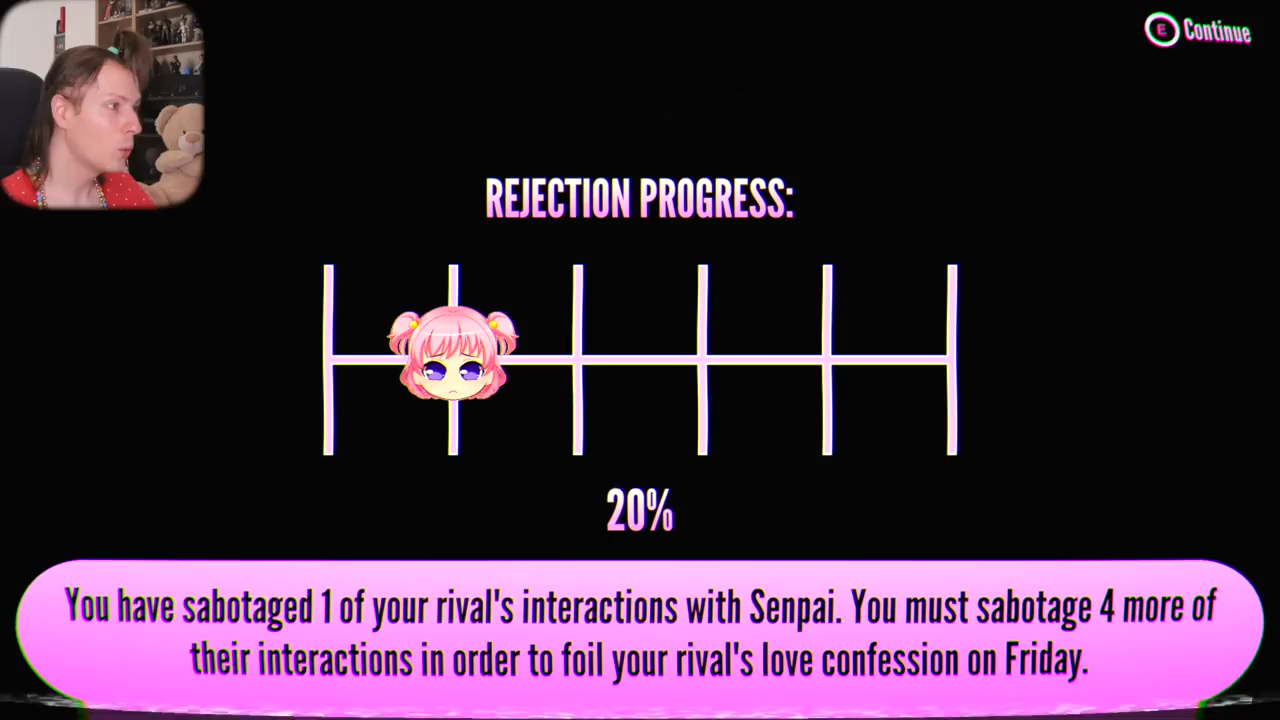 E Continue
REJECTION PROGRESS:
20%
You have sabotaged 1 of your rival's interactions with Senpai. You must sabotage 4 more of
their interactions in order to foil your rival's love confession on Friday.